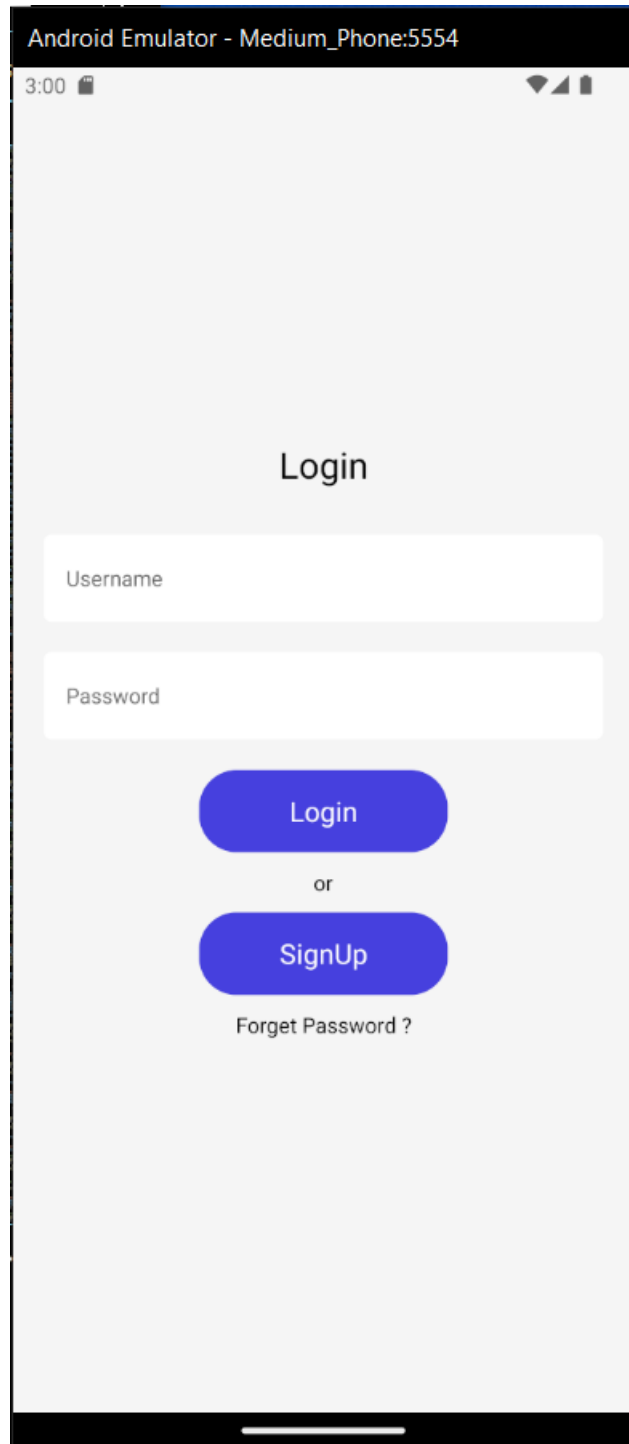 Android Emulator - Medium_Phone:5554
3:00
Login
Username
Password
Login
or
SignUp
Forget Password ?